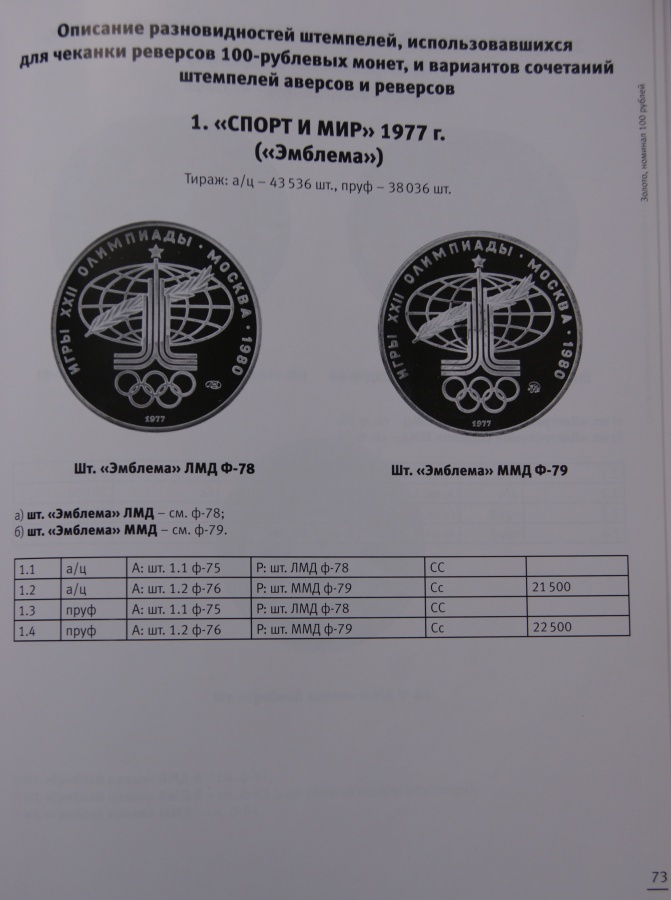 Описание разновидностей штемпелей, использовавшихся
для чеканки реверсов 100-рублевых монет, и вариантов сочетаний
штемпелей аверсов и реверсов
Золото, номинал 100 рублей
1. «СПОРТ И МИР» 1977 г.
(«Эмблема»)
Тираж: а/ц – 43 536 шт., пруф – 38 036 шт.
ИГРЫ XXII ОЛИМПИАДЫ · МОСКВА · 1980
1977
ИГРЫ XXII ОЛИМПИАДЫ · МОСКВА · 1980
1977
Шт. «Эмблема» ЛМД Ф-78
Шт. «Эмблема» ММД Ф-79
а) шт. «Эмблема» ЛМД – см. ф-78;
б) шт. «Эмблема» ММД – см. ф-79.
1.1 а/ц А: шт. 1.1 ф-75 Р: шт. ЛМД ф-78 СС
1.2 а/ц А: шт. 1.2 ф-76 Р: шт. ММД ф-79 Сс 21 500
1.3 пруф А: шт. 1.1 ф-75 Р: шт. ЛМД ф-78 СС
1.4 пруф А: шт. 1.2 ф-76 Р: шт. ММД ф-79 Сс 22 500
73